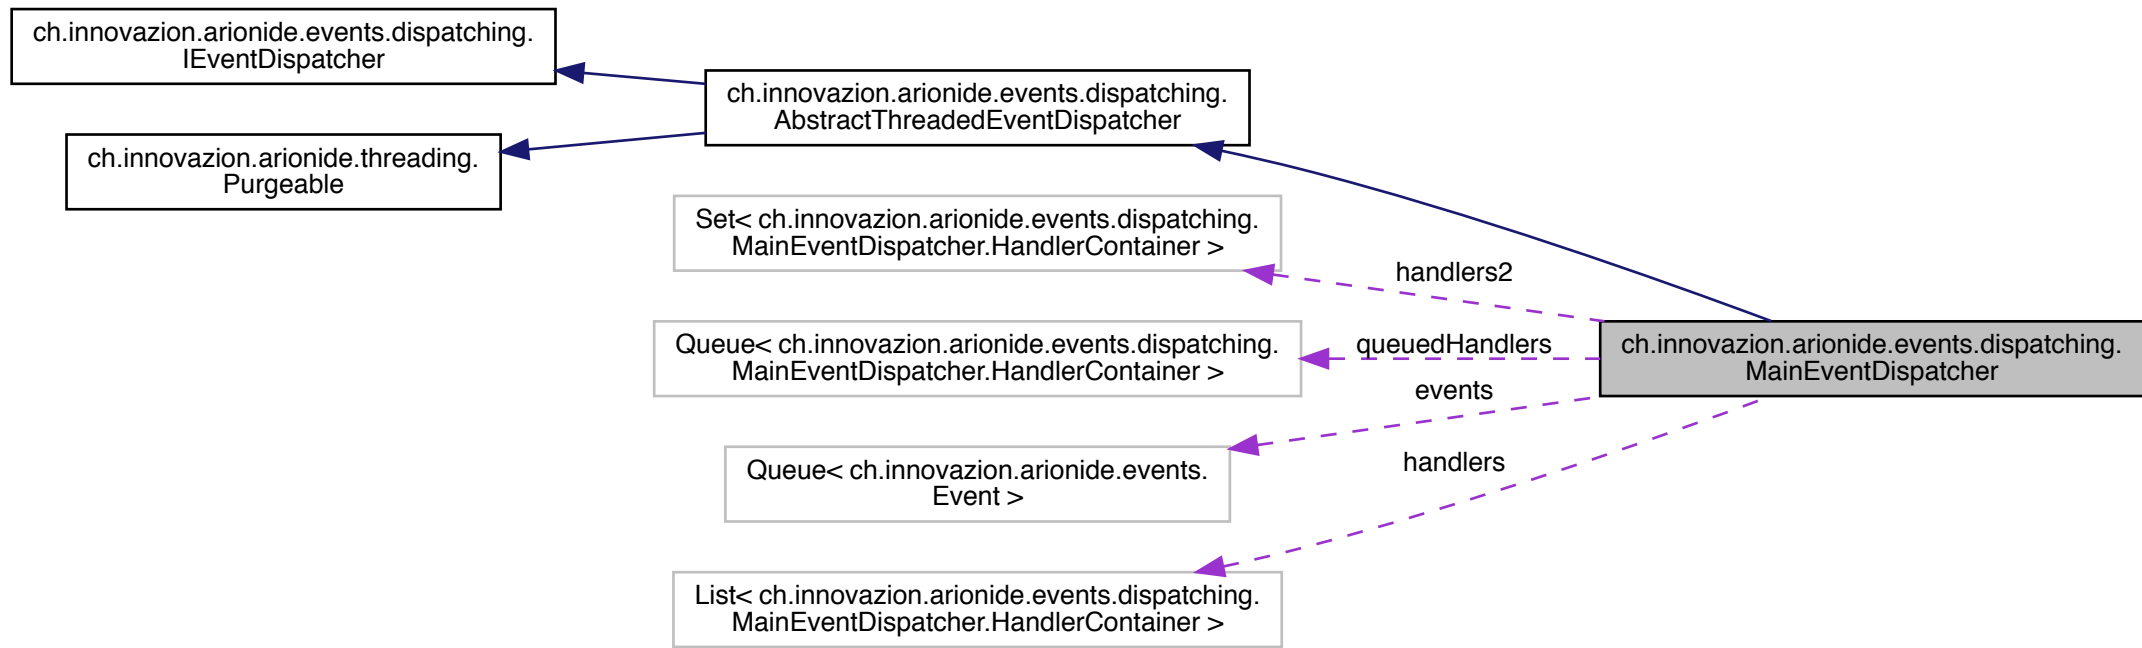 ch.innovazion.arionide.events.dispatching.
IEventDispatcher
ch.innovazion.arionide.threading.
Purgeable
ch.innovazion.arionide.events.dispatching.
AbstractThreadedEventDispatcher
Set< ch.innovazion.arionide.events.dispatching.
MainEventDispatcher.HandlerContainer >
handlers2
Queue< ch.innovazion.arionide.events.dispatching.
MainEventDispatcher.HandlerContainer >
queuedHandlers
ch.innovazion.arionide.events.dispatching.
MainEventDispatcher
events
Queue< ch.innovazion.arionide.events.
Event >
handlers
List< ch.innovazion.arionide.events.dispatching.
MainEventDispatcher.HandlerContainer >